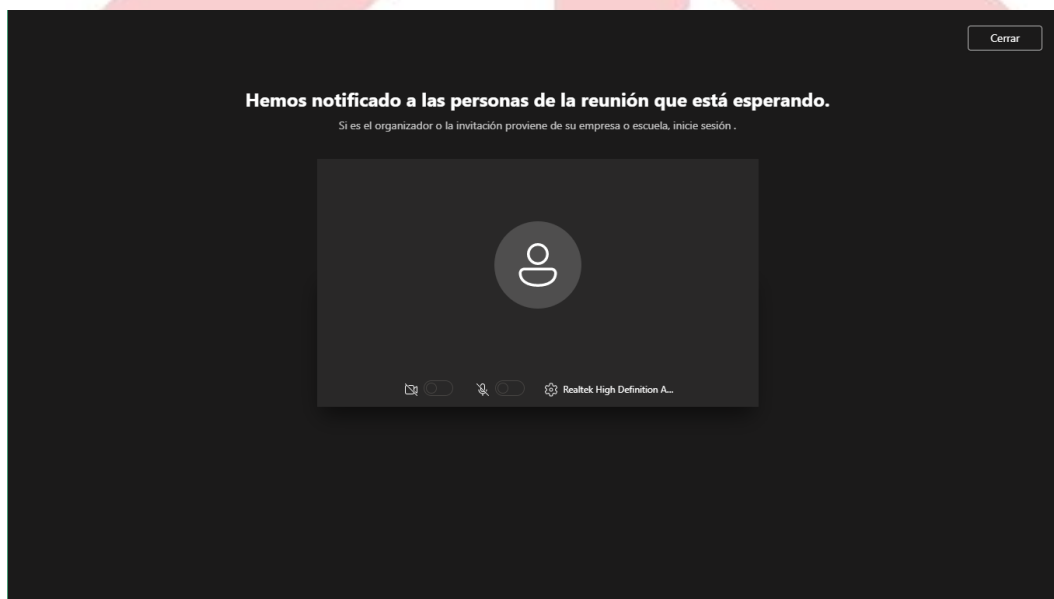 Cerrar
Hemos notificado a las personas de la reunión que está esperando.
Si es el organizador o la invitación proviene de su empresa o escuela, inicie sesión .
Realtek High Definition A...